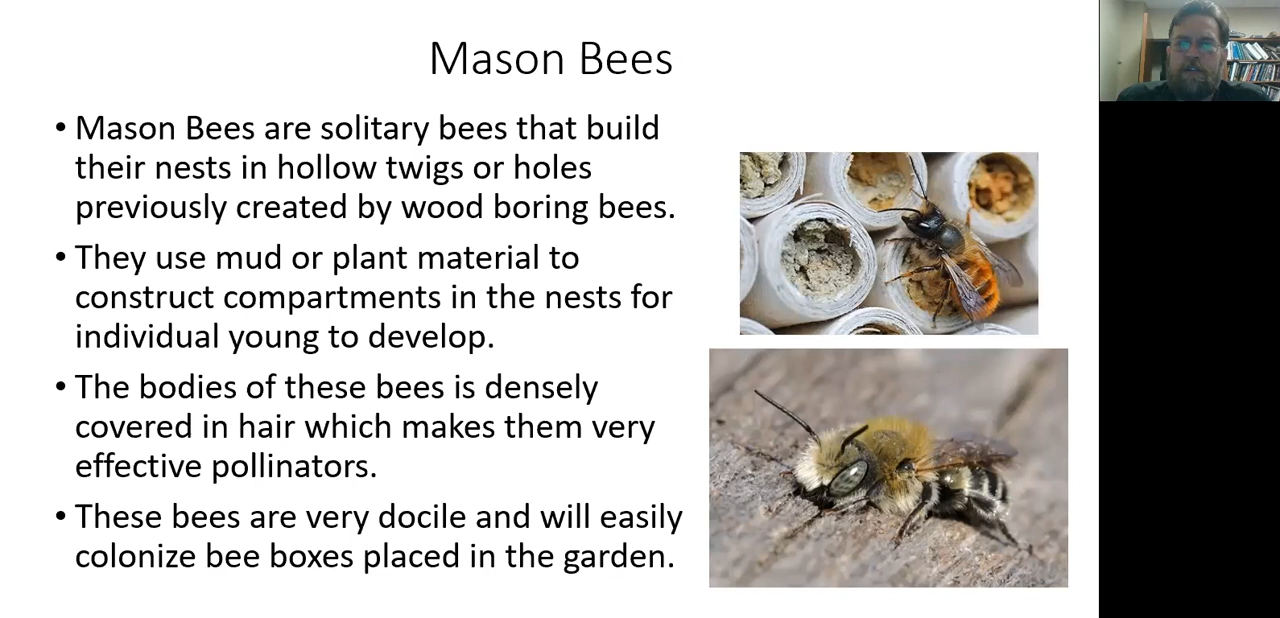 Mason Bees
• Mason Bees are solitary bees that build
their nests in hollow twigs or holes
previously created by wood boring bees.
• They use mud or plant material to
construct compartments in the nests for
individual young to develop.
• The bodies of these bees is densely
covered in hair which makes them very
effective pollinators.
• These bees are very docile and will easily
colonize bee boxes placed in the garden.